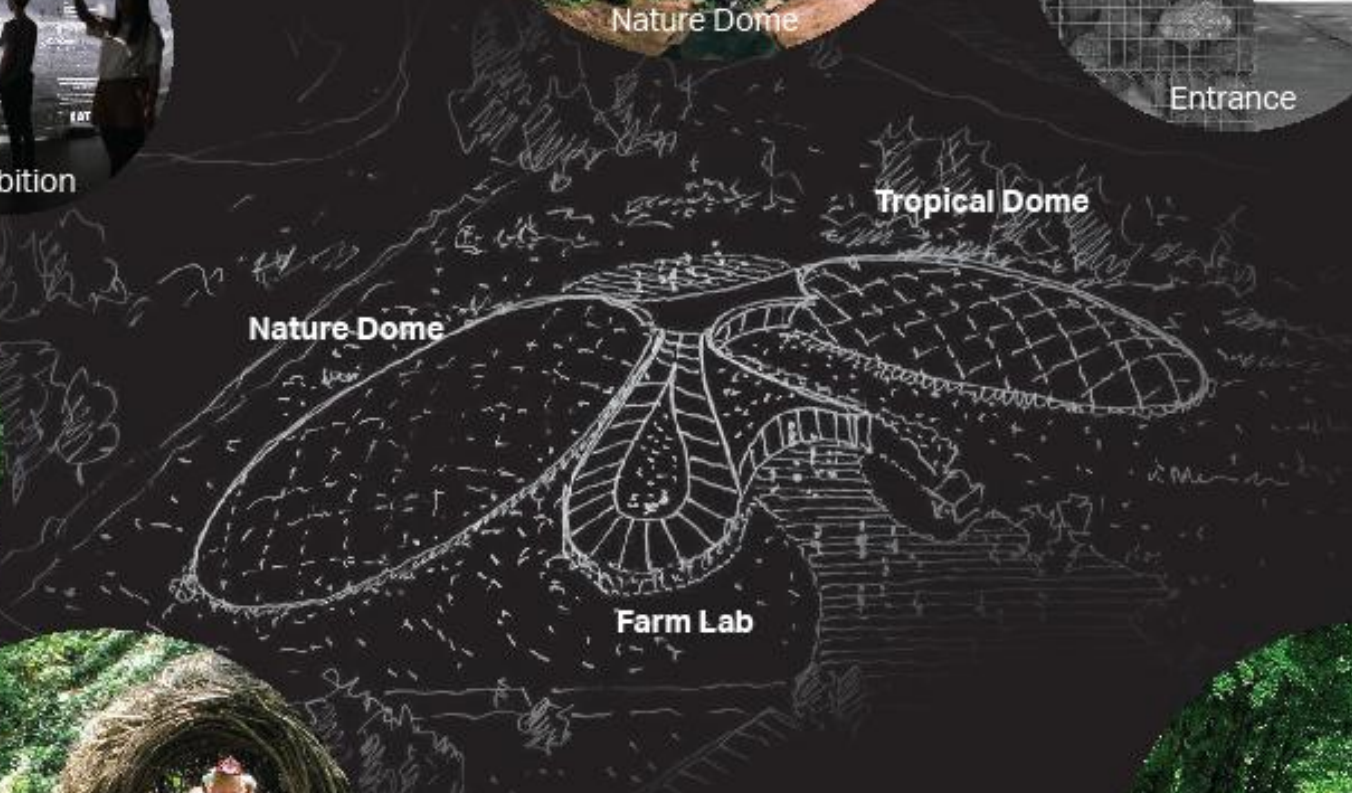 Nature Dome
Entrance
bition
Tropical Dome
Nature Dome
Farm Lab